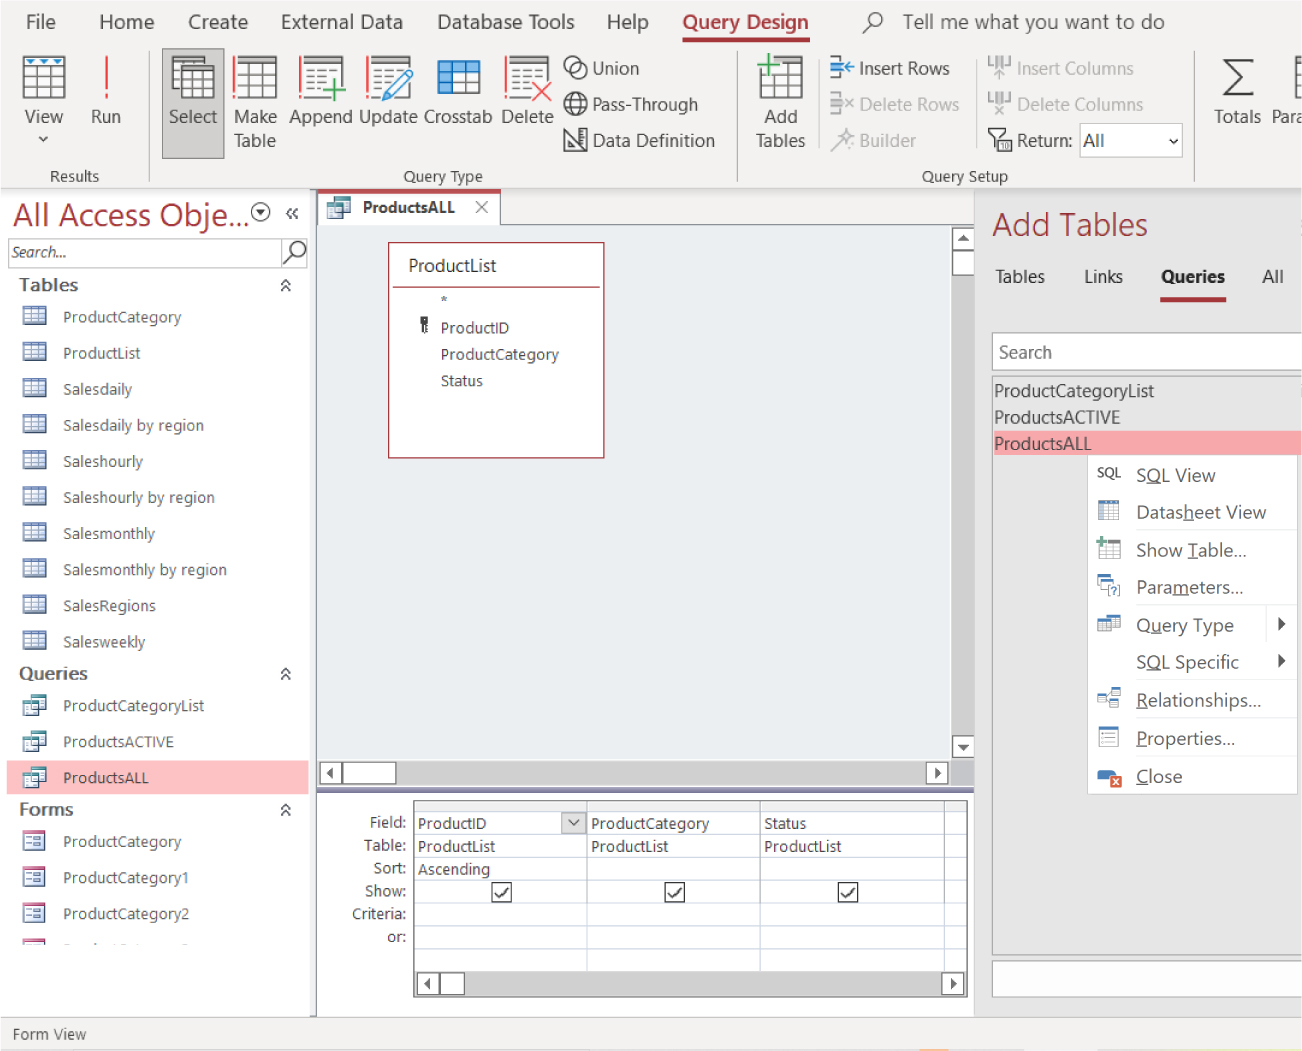 File Home Create External Data Database Tools Help Query Design Tell me what you want to do
View Run Select Make Table Append Update Crosstab Delete
Union
Pass-Through
Data Definition
Add Tables
Insert Rows
Delete Rows
Builder
Insert Columns
Delete Columns
Return: All
Totals
Results Query Type Query Setup
All Access Obje...
Search...
Tables
ProductCategory
ProductList
Salesdaily
Salesdaily by region
Saleshourly
Saleshourly by region
Salesmonthly
Salesmonthly by region
SalesRegions
Salesweekly
Queries
ProductCategoryList
ProductsACTIVE
ProductsALL
Forms
ProductCategory
ProductCategory1
ProductCategory2
ProductsALL
ProductList
*
ProductID
ProductCategory
Status
Field: ProductID ProductCategory Status
Table: ProductList ProductList ProductList
Sort: Ascending
Show:
Criteria:
or:
Add Tables
Tables Links Queries All
Search
ProductCategoryList
ProductsACTIVE
ProductsALL
SQL SQL View
Datasheet View
Show Table...
Parameters...
Query Type
SQL Specific
Relationships...
Properties...
Close
Form View